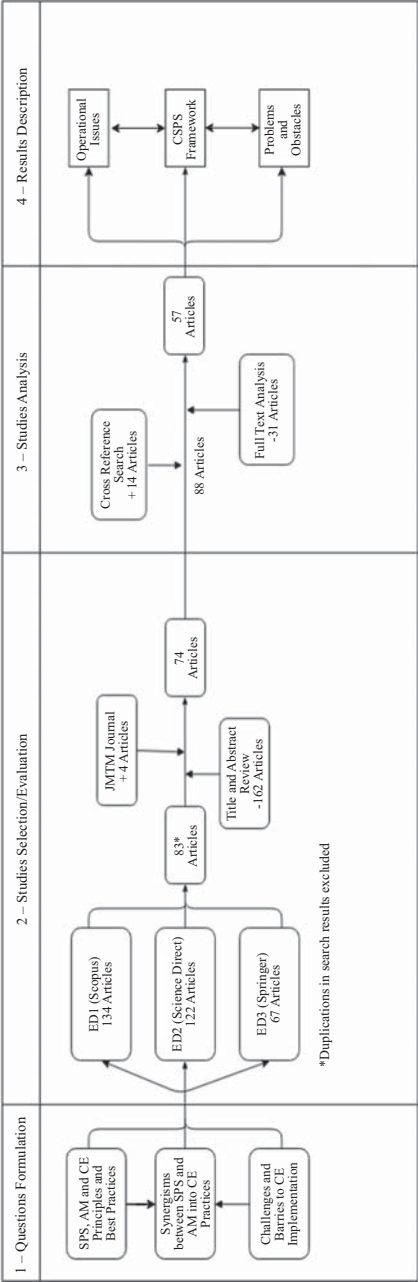 1 – Questions Formulation
SPS, AM and CE
Principles and
Best Practices
Synergisms
between SPS and
AM into CE
Practices
Challenges and
Barries to CE
Implementation
2 – Studies Selection/Evaluation
ED1 (Scopus)
134 Articles
ED2 (Science Direct)
122 Articles
ED3 (Springer)
67 Articles
83*
Articles
JMTM Journal
+ 4 Articles
Title and Abstract
Review
-162 Articles
74
Articles
*Duplications in search results excluded
3 – Studies Analysis
Cross Reference
Search
+ 14 Articles
88 Articles
Full Text Analysis
-31 Articles
57
Articles
4 – Results Description
Operational
Issues
CSPS
Framework
Problems
and
Obstacles